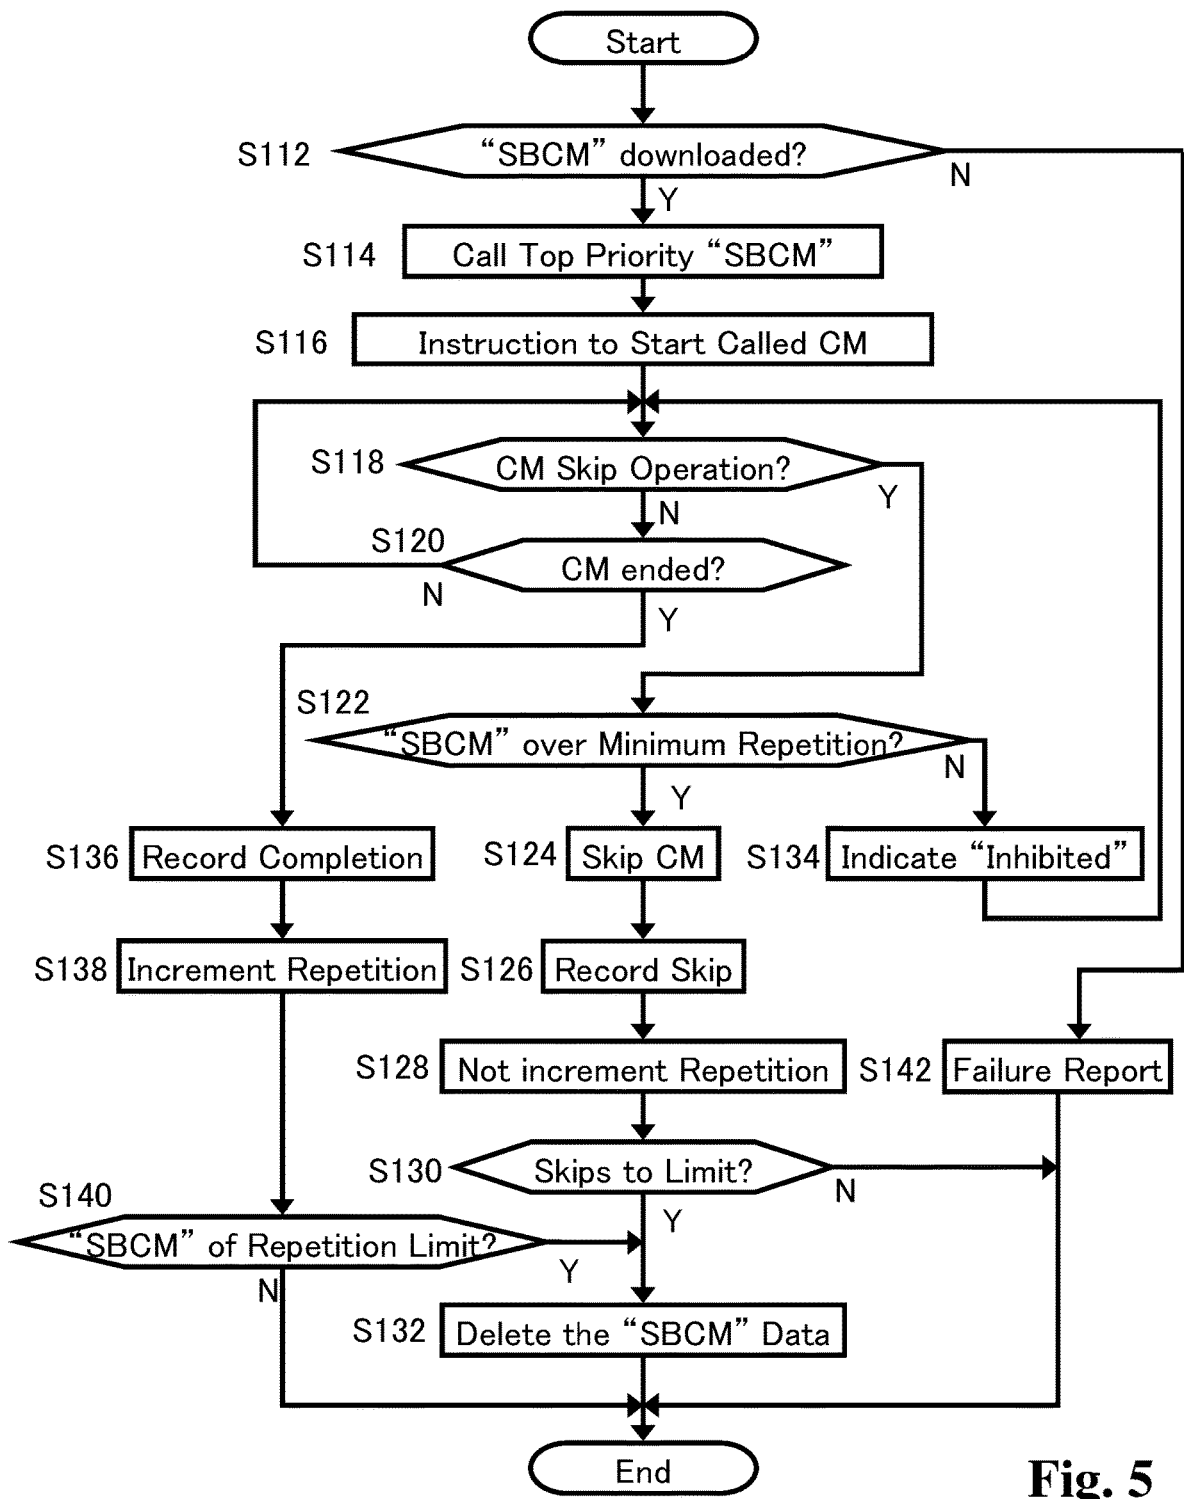 Start
S112
“SBCM” downloaded?
N
Y
S114
Call Top Priority “SBCM”
S116
Instruction to Start Called CM
S118
CM Skip Operation?
Y
N
S120
CM ended?
N
Y
S122
“SBCM” over Minimum Repetition?
N
Y
S136
Record Completion
S124
Skip CM
S134
Indicate “Inhibited”
S138
Increment Repetition
S126
Record Skip
S128
Not increment Repetition
S142
Failure Report
S130
Skips to Limit?
N
Y
S140
“SBCM” of Repetition Limit?
Y
N
S132
Delete the “SBCM” Data
End
Fig. 5